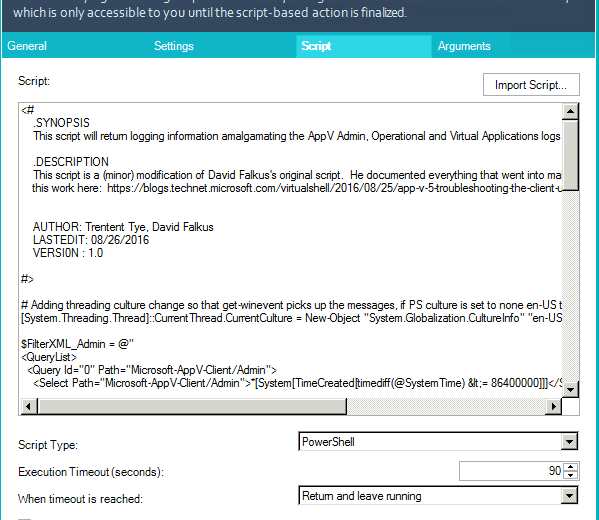 which is only accessible to you until the script-based action is finalized.
General Settings Script Arguments
Script:
Import Script...
<#
.SYNOPSIS
This script will return logging information amalgamating the AppV Admin, Operational and Virtual Applications logs
.DESCRIPTION
This script is a (minor) modification of David Falkus's original script. He documented everything that went into ma
this work here: https://blogs.technet.microsoft.com/virtualshell/2016/08/25/app-v-5-troubleshooting-the-client-u
AUTHOR: Trentent Tye, David Falkus
LASTEDIT: 08/26/2016
VERSI0N : 1.0
#>
# Adding threading culture change so that get-winevent picks up the messages, if PS culture is set to none en-US t
[System.Threading.Thread]::CurrentThread.CurrentCulture = New-Object "System.Globalization.CultureInfo" "en-US
$FilterXML_Admin = @"
<QueryList>
<Query Id="0" Path="Microsoft-AppV-Client/Admin">
<Select Path="Microsoft-AppV-Client/Admin">*[System[TimeCreated[timediff(@SystemTime) &lt;= 86400000]]]</S
Script Type:
PowerShell
Execution Timeout (seconds):
90
When timeout is reached:
Return and leave running